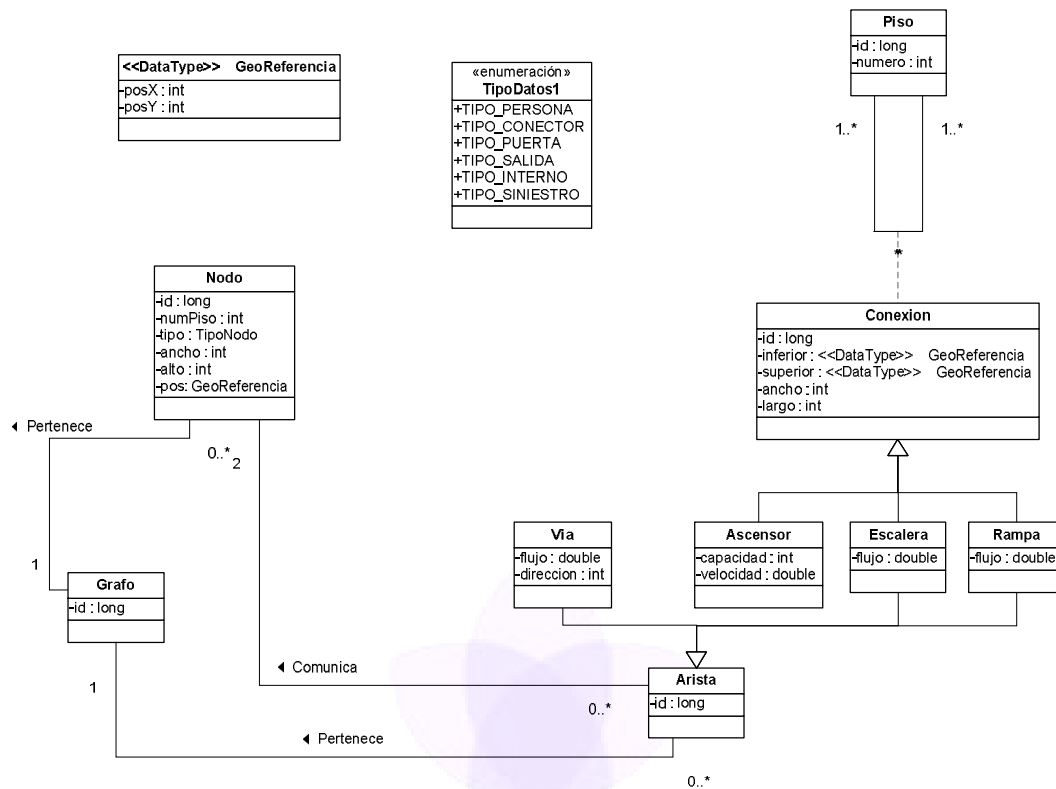 Piso
-id : long
-numero : int
1..*
1..*
*
<<DataType>> GeoReferencia
-posX : int
-posY : int
«enumeración»
TipoDatos1
+TIPO_PERSONA
+TIPO_CONECTOR
+TIPO_PUERTA
+TIPO_SALIDA
+TIPO_INTERNO
+TIPO_SINIESTRO
Nodo
-id : long
-numPiso : int
-tipo : TipoNodo
-ancho : int
-alto : int
-pos: GeoReferencia
Conexion
-id : long
-inferior : <<DataType>> GeoReferencia
-superior : <<DataType>> GeoReferencia
-ancho : int
-largo : int
Pertenece
0..*
2
Via
-flujo : double
-direccion : int
Ascensor
-capacidad : int
-velocidad : double
Escalera
-flujo : double
Rampa
-flujo : double
1
Grafo
-id : long
1
Comunica
0..*
Arista
-id : long
Pertenece
0..*